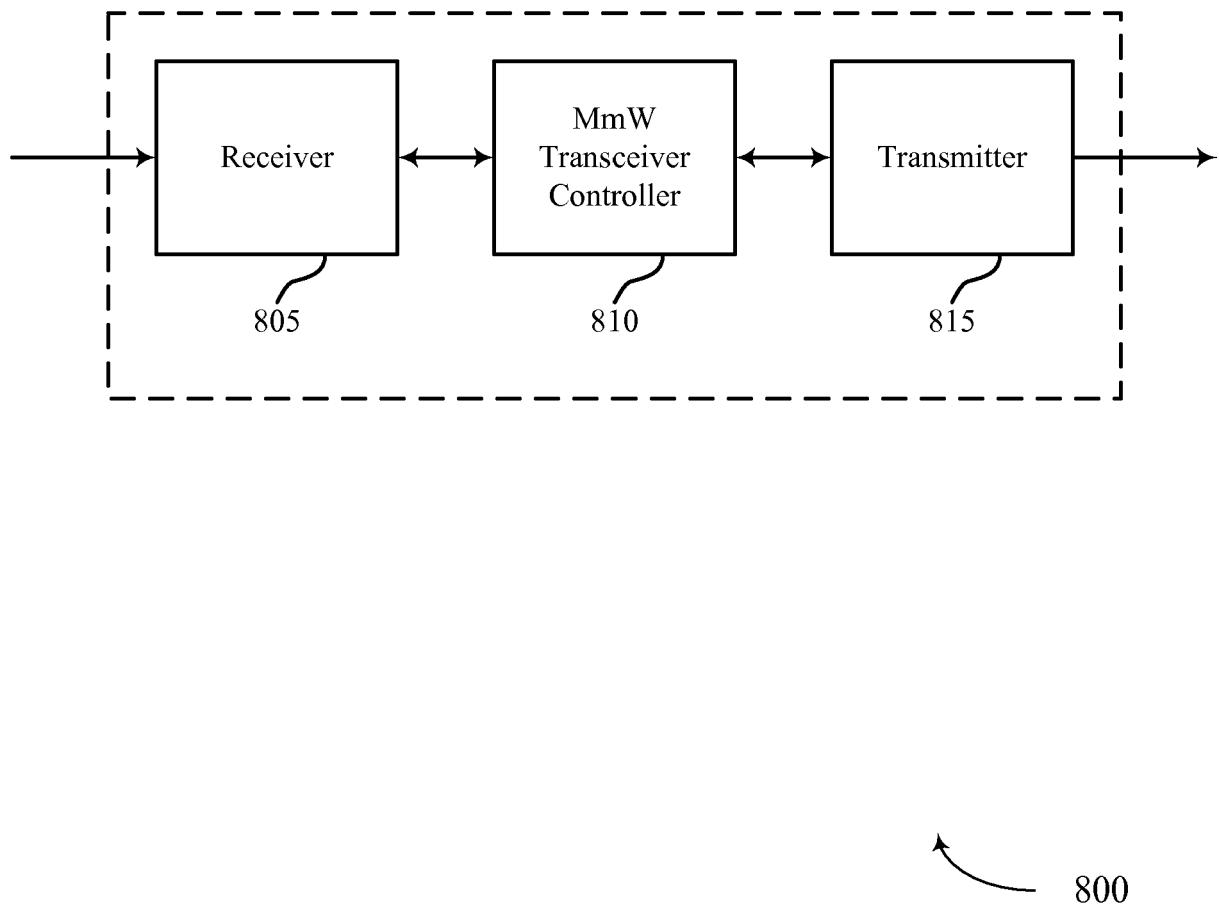 Receiver
MmW
Transceiver
Controller
Transmitter
805
810
815
800